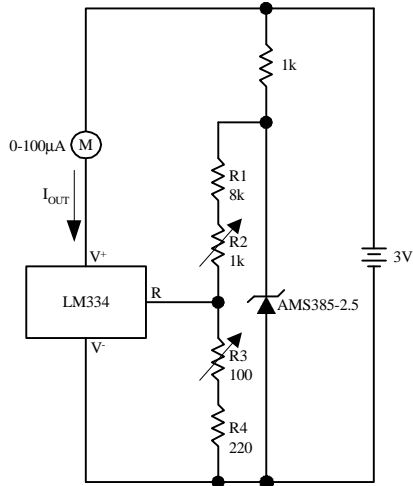 1k
0-100μA
M
I_OUT
R1
8k
R2
1k
V+
LM334
R
V-
R3
100
R4
220
AMS385-2.5
3V